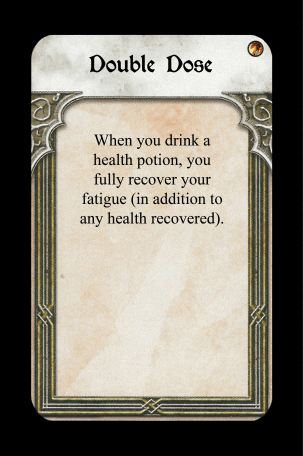 Double Dose
When you drink a
health potion, you
fully recover your
fatigue (in addition to
any health recovered).